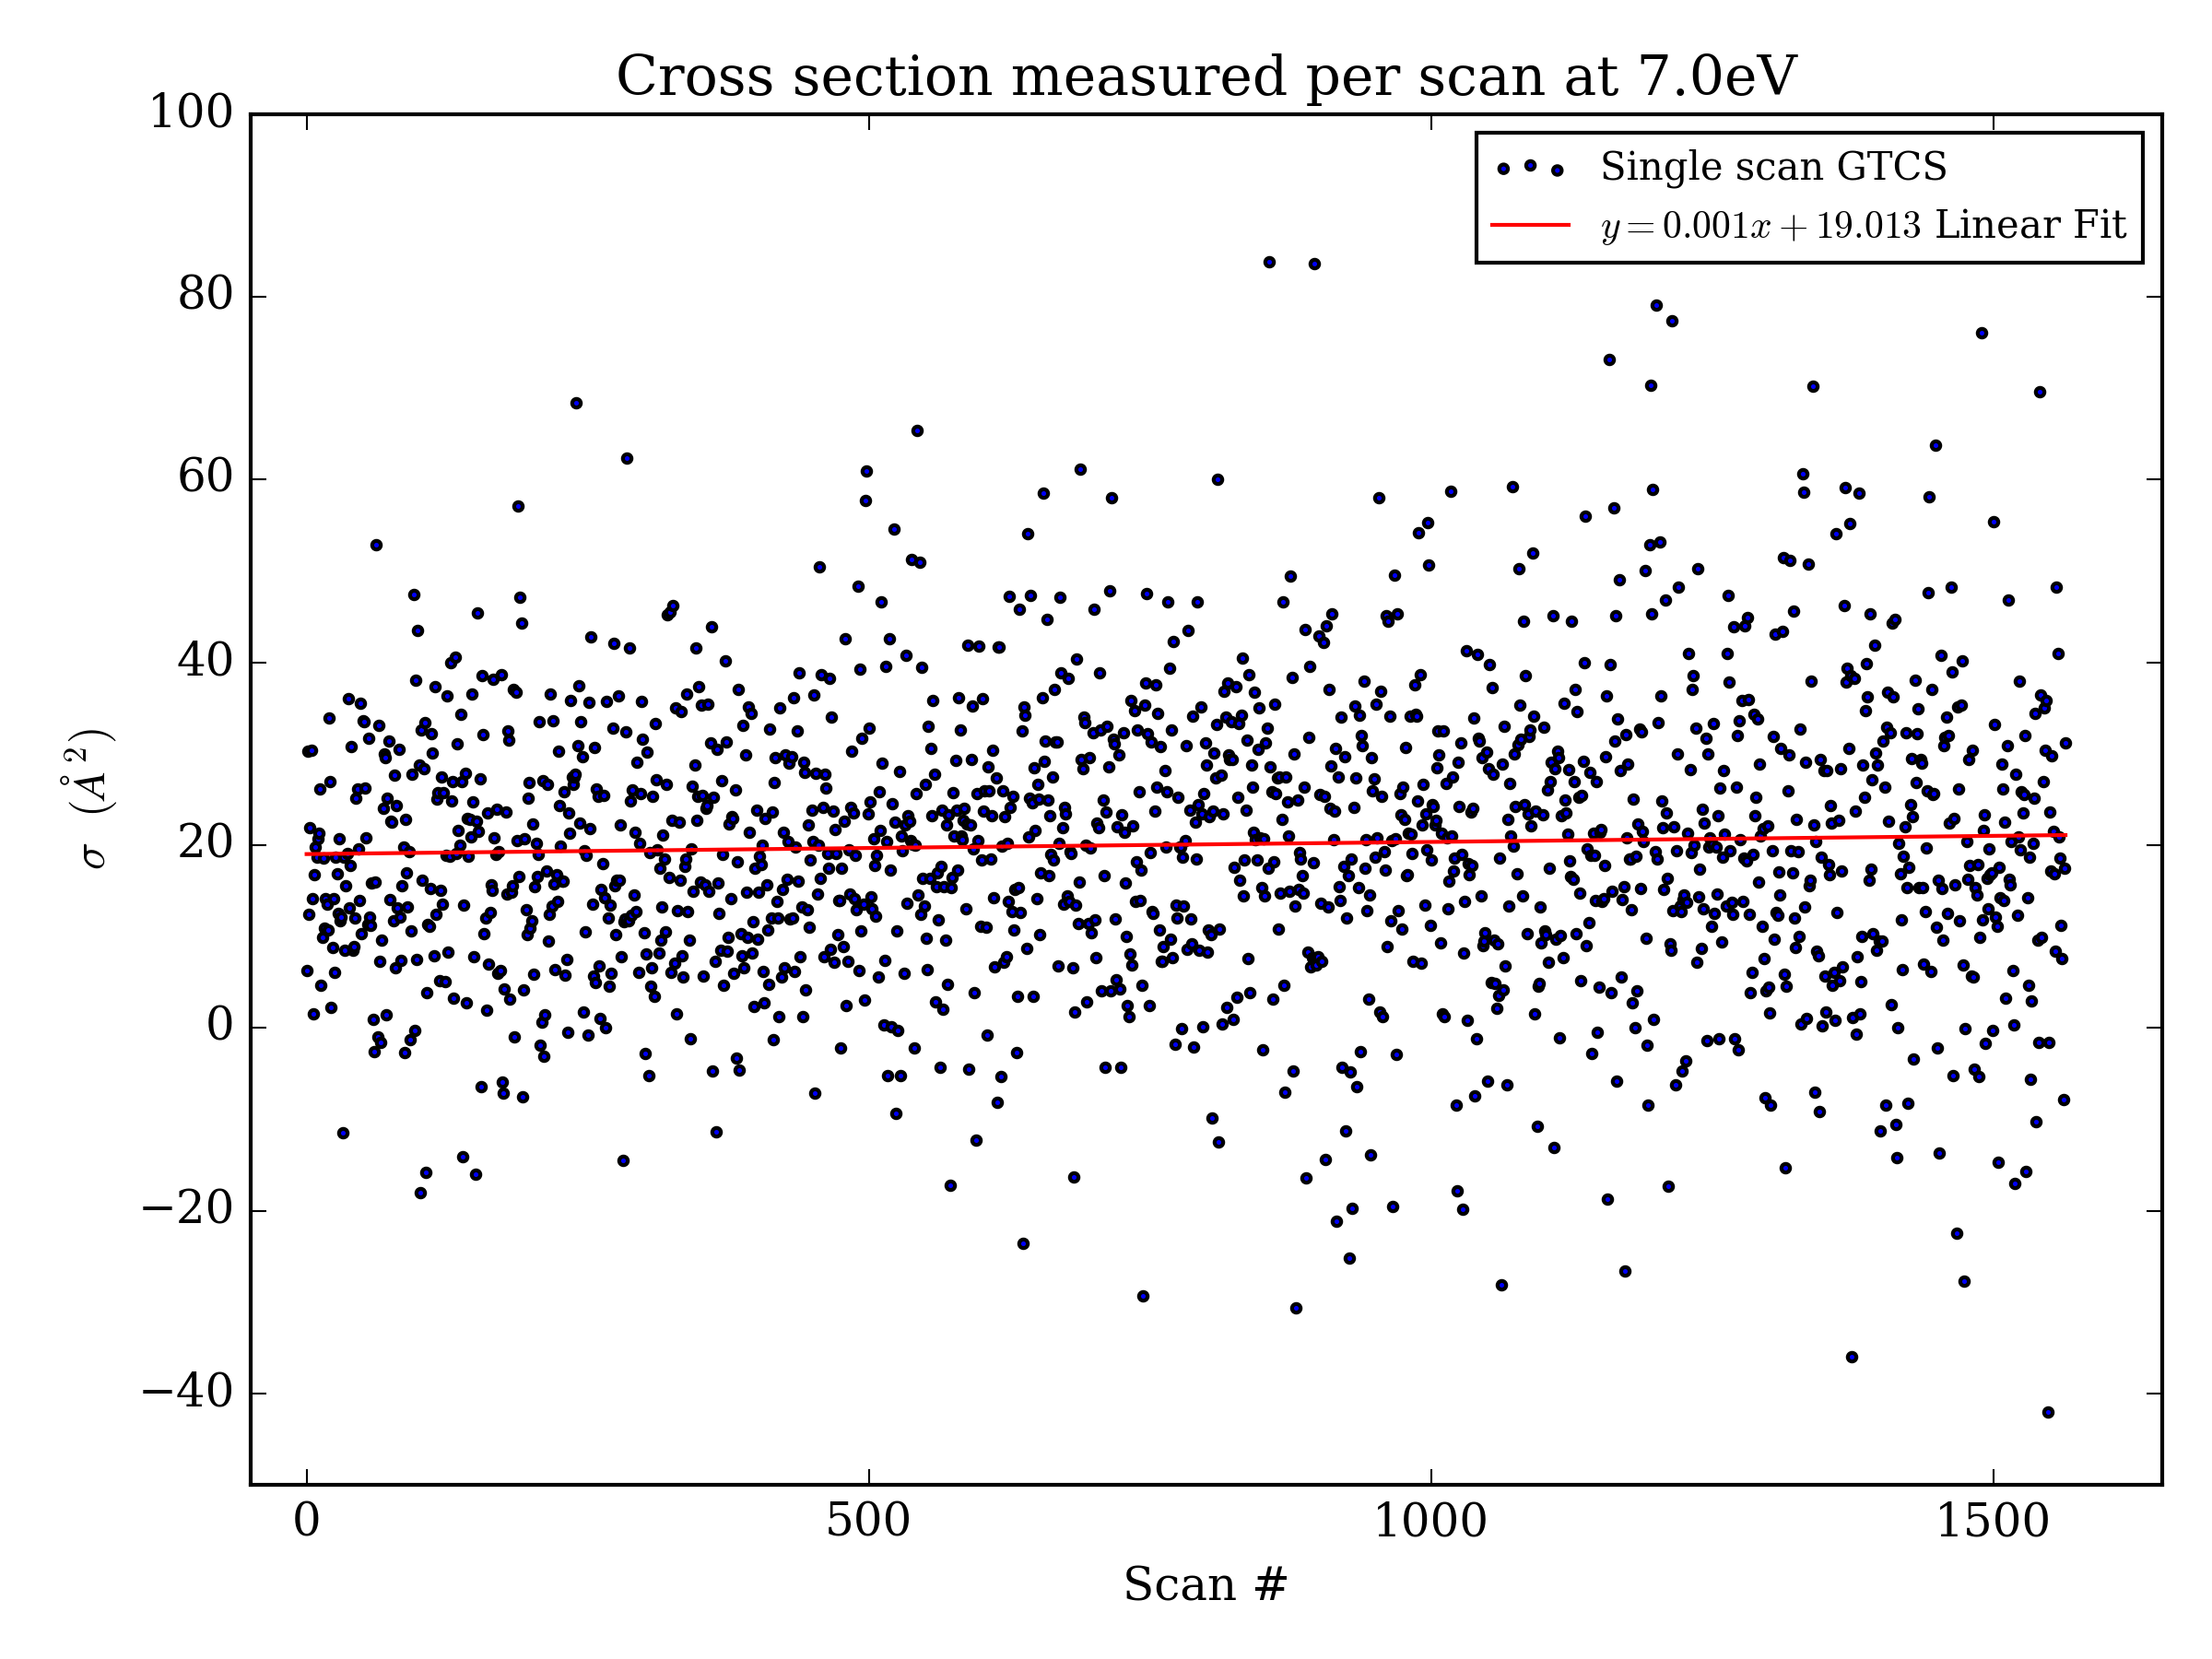 Cross section measured per scan at 7.0eV
100
80
60
40
20
0
−20
−40
σ (Å²)
Single scan GTCS
y = 0.001x + 19.013 Linear Fit
0 500 1000 1500
Scan #